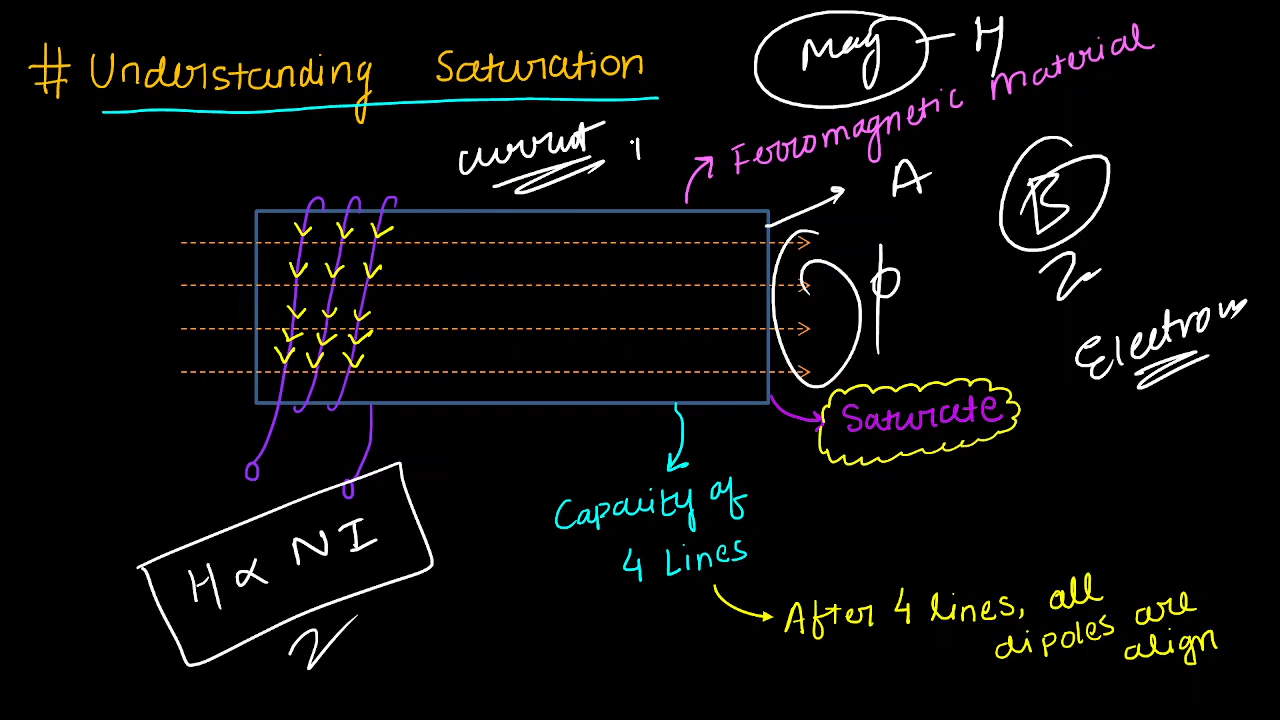 # Understanding Saturation
Mag - H
Ferromagnetic Material
current
A
B
ϕ
Electrons
Saturate
Capacity of
4 Lines
H ∝ NI
After 4 lines, all
dipoles are
align